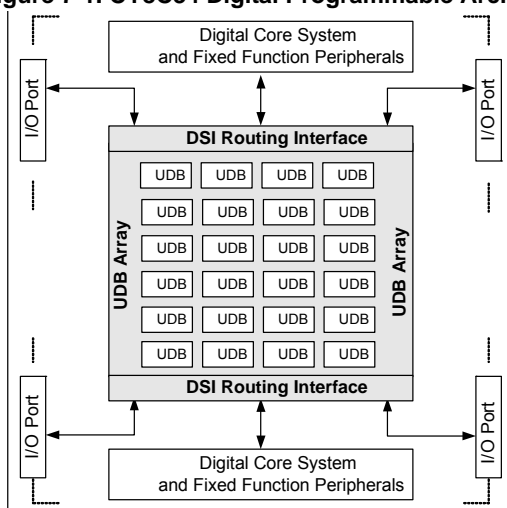 Digital Core System
and Fixed Function Peripherals
I/O Port
I/O Port
DSI Routing Interface
UDB UDB UDB UDB
UDB UDB UDB UDB
UDB UDB UDB UDB
UDB UDB UDB UDB
UDB UDB UDB UDB
UDB UDB UDB UDB
UDB Array
UDB Array
DSI Routing Interface
I/O Port
I/O Port
Digital Core System
and Fixed Function Peripherals